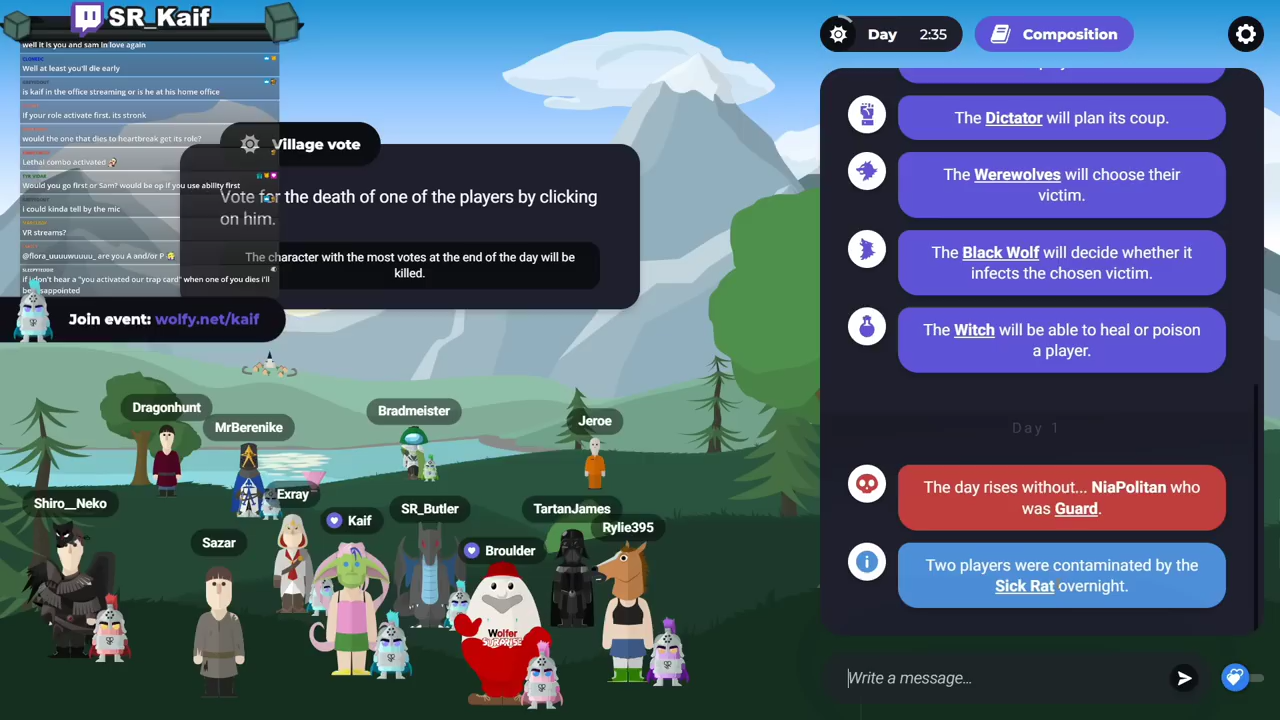 SR_Kaif
well it is you and sam in love again
Well at least you'll die early
is kaif in the office streaming or is he at his home office
If your role activate first. its stronk
would the one that dies to heartbreak get its role?
Lethal combo activated
Would you go first or Sam? would be op if you use ability first
I could kinda tell by the mic
VR streams?
@flora_uuuuwuuuu_ are you A and/or P
if i don't hear a "you activated our trap card" when one of you dies i'll
be disappointed
Join event: wolfy.net/kaif
Village vote
Vote for the death of one of the players by clicking
on him.
The character with the most votes at the end of the day will be
killed.
Dragonhunt
MrBerenike
Bradmeister
Jeroe
Shiro__Neko
Exray
Kaif
SR_Butler
TartanJames
Rylie395
Sazar
Broulder
Wolfer
SURPRISE
Day 2:35
Composition
The Dictator will plan its coup.
The Werewolves will choose their
victim.
The Black Wolf will decide whether it
infects the chosen victim.
The Witch will be able to heal or poison
a player.
Day 1
The day rises without... NiaPolitan who
was Guard.
Two players were contaminated by the
Sick Rat overnight.
Write a message...